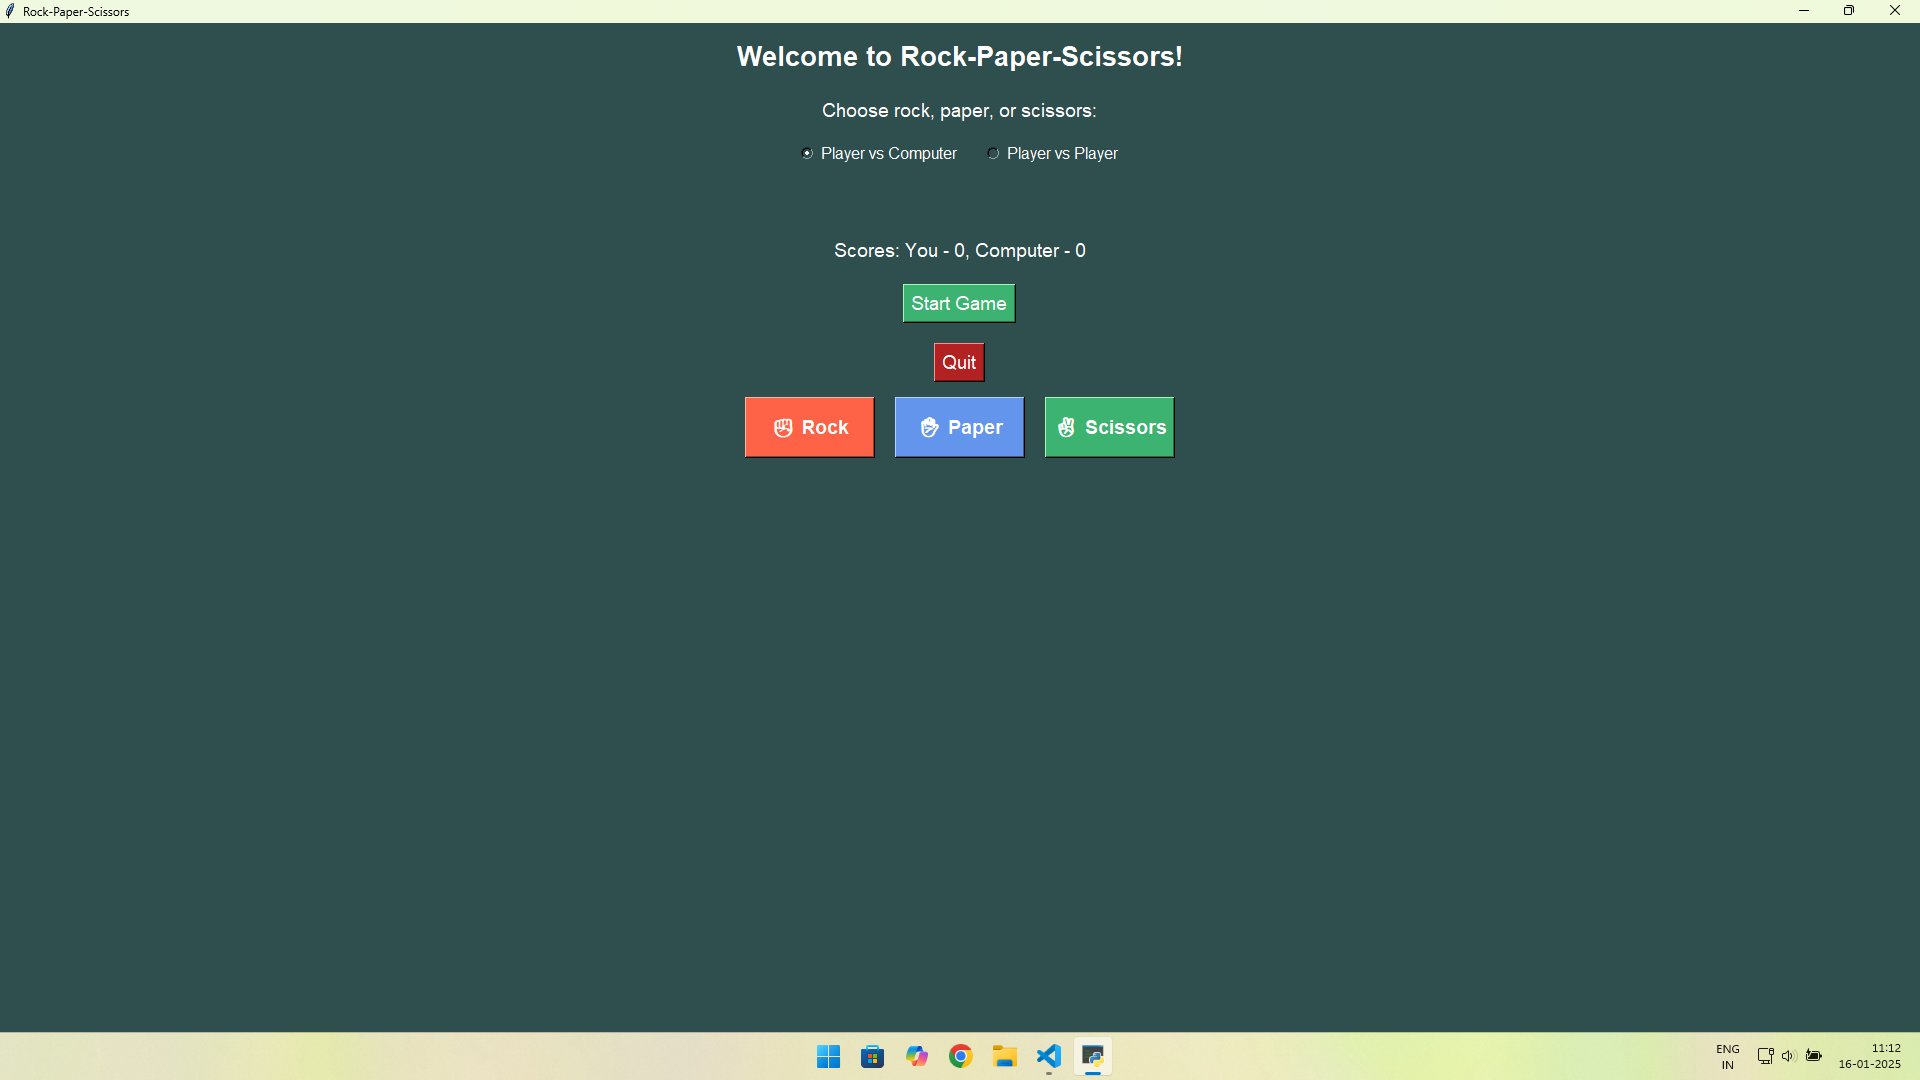 Rock-Paper-Scissors
Welcome to Rock-Paper-Scissors!
Choose rock, paper, or scissors:
Player vs Computer Player vs Player
Scores: You - 0, Computer - 0
Start Game
Quit
✊ Rock ✋ Paper ✌ Scissors
ENG 11:12
IN 16-01-2025